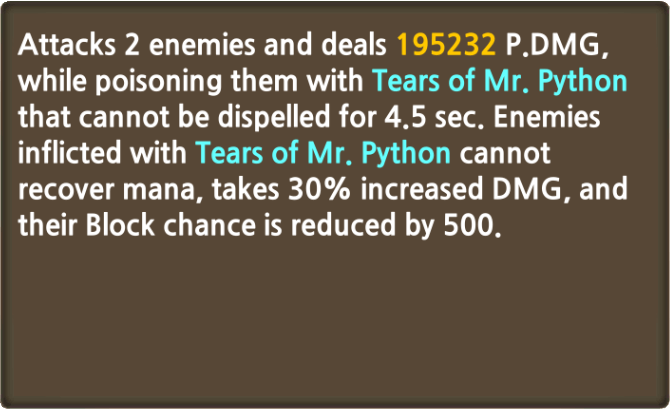 Attacks 2 enemies and deals 195232 P.DMG,
while poisoning them with Tears of Mr. Python
that cannot be dispelled for 4.5 sec. Enemies
inflicted with Tears of Mr. Python cannot
recover mana, takes 30% increased DMG, and
their Block chance is reduced by 500.